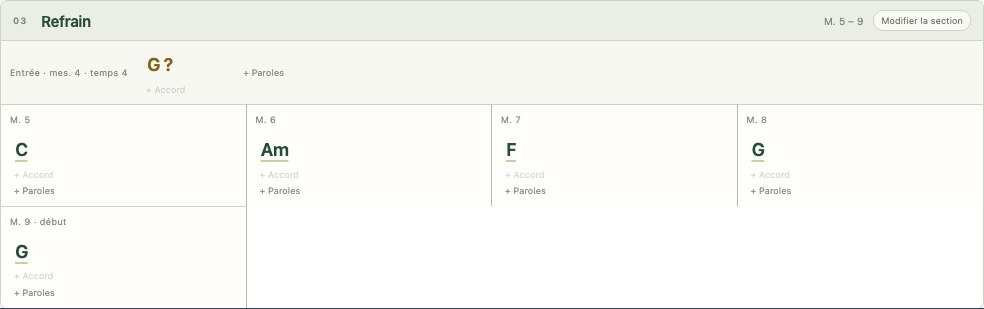 03 Refrain M. 5 – 9 Modifier la section
Entrée · mes. 4 · temps 4 G ? + Paroles
+ Accord
M. 5 M. 6 M. 7 M. 8
C Am F G
+ Accord + Accord + Accord + Accord
+ Paroles + Paroles + Paroles + Paroles
M. 9 · début
G
+ Accord
+ Paroles